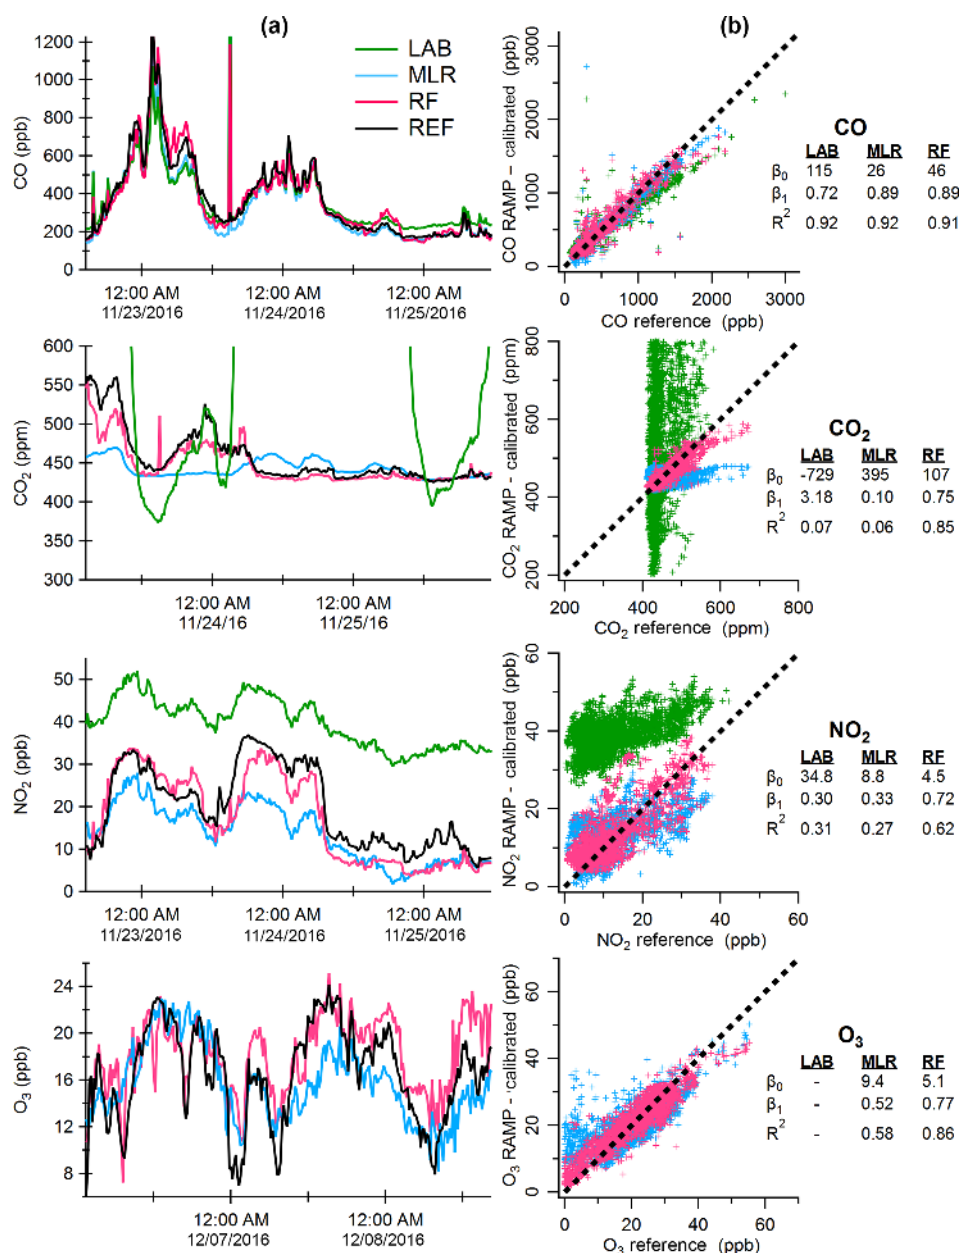 (a)
LAB
MLR
RF
REF
CO (ppb)
1200
1000
800
600
400
200
0
12:00 AM 12:00 AM 12:00 AM
11/23/2016 11/24/2016 11/25/2016
(b)
CO RAMP - calibrated (ppb)
3000
2000
1000
0
0 1000 2000 3000
CO reference (ppb)
CO
LAB MLR RF
β0 115 26 46
β1 0.72 0.89 0.89
R2 0.92 0.92 0.91
CO2 (ppm)
600
550
500
450
400
350
300
12:00 AM 12:00 AM
11/24/16 11/25/16
CO2 RAMP - calibrated (ppm)
800
600
400
200
200 400 600 800
CO2 reference (ppm)
CO2
LAB MLR RF
β0 -729 395 107
β1 3.18 0.10 0.75
R2 0.07 0.06 0.85
NO2 (ppb)
50
40
30
20
10
0
12:00 AM 12:00 AM 12:00 AM
11/23/2016 11/24/2016 11/25/2016
NO2 RAMP - calibrated (ppb)
60
40
20
0
0 20 40 60
NO2 reference (ppb)
NO2
LAB MLR RF
β0 34.8 8.8 4.5
β1 0.30 0.33 0.72
R2 0.31 0.27 0.62
O3 (ppb)
24
20
16
12
8
12:00 AM 12:00 AM
12/07/2016 12/08/2016
O3 RAMP - calibrated (ppb)
60
40
20
0
0 20 40 60
O3 reference (ppb)
O3
LAB MLR RF
β0 - 9.4 5.1
β1 - 0.52 0.77
R2 - 0.58 0.86